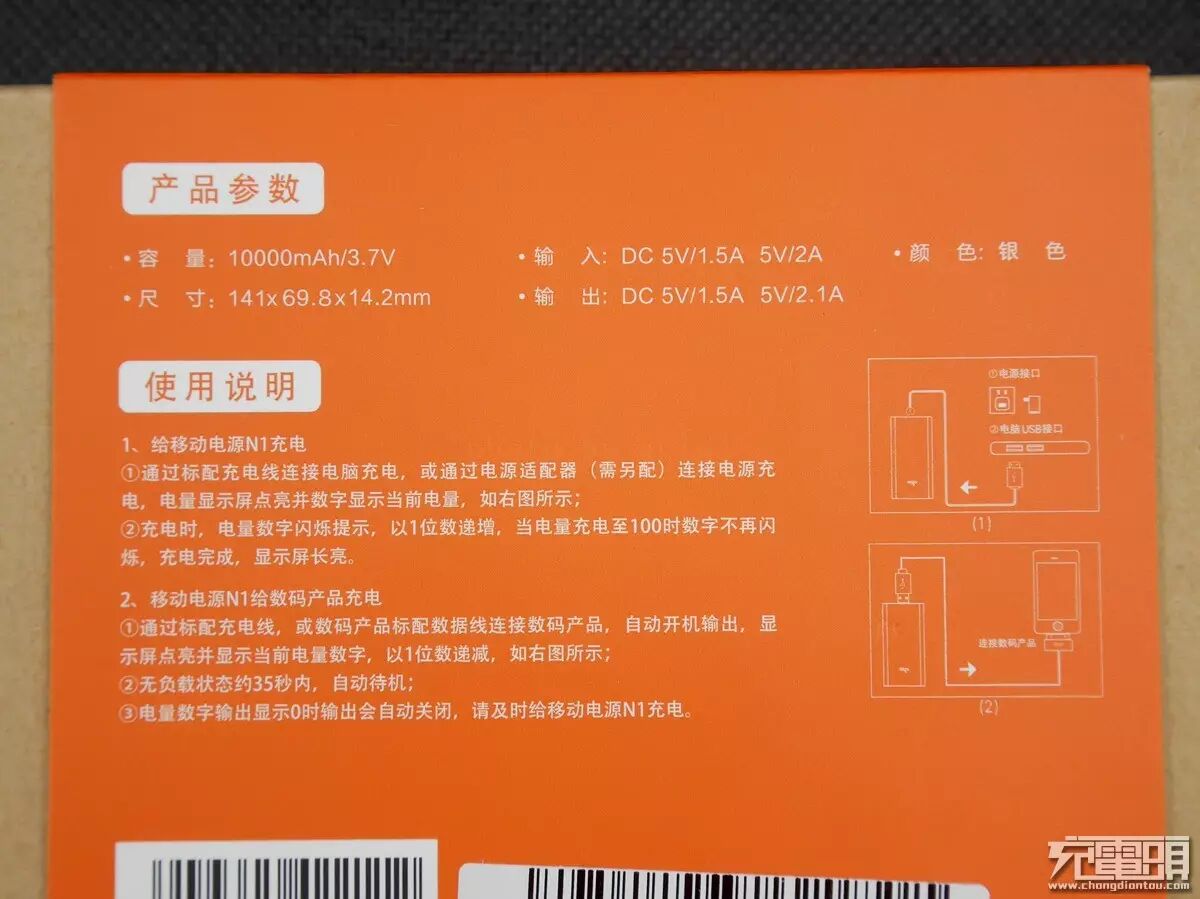 产品参数
·容 量：10000mAh/3.7V
·输 入：DC 5V/1.5A 5V/2A
·颜 色：银 色
·尺 寸：141x69.8x14.2mm
·输 出：DC 5V/1.5A 5V/2.1A
使用说明
1、给移动电源N1充电
①通过标配充电线连接电脑充电，或通过电源适配器（需另配）连接电源充
电，电量显示屏点亮并数字显示当前电量，如右图所示；
②充电时，电量数字闪烁提示，以1位数递增，当电量充电至100时数字不再闪
烁，充电完成，显示屏长亮。
2、移动电源N1给数码产品充电
①通过标配充电线，或数码产品标配数据线连接数码产品，自动开机输出，显
示屏点亮并显示当前电量数字，以1位数递减，如右图所示；
②无负载状态约35秒内，自动待机；
③电量数字输出显示0时输出会自动关闭，请及时给移动电源N1充电。
①电源接口
②电脑USB接口
(1)
连接数码产品
(2)
充電頭
www.chongdiantou.com